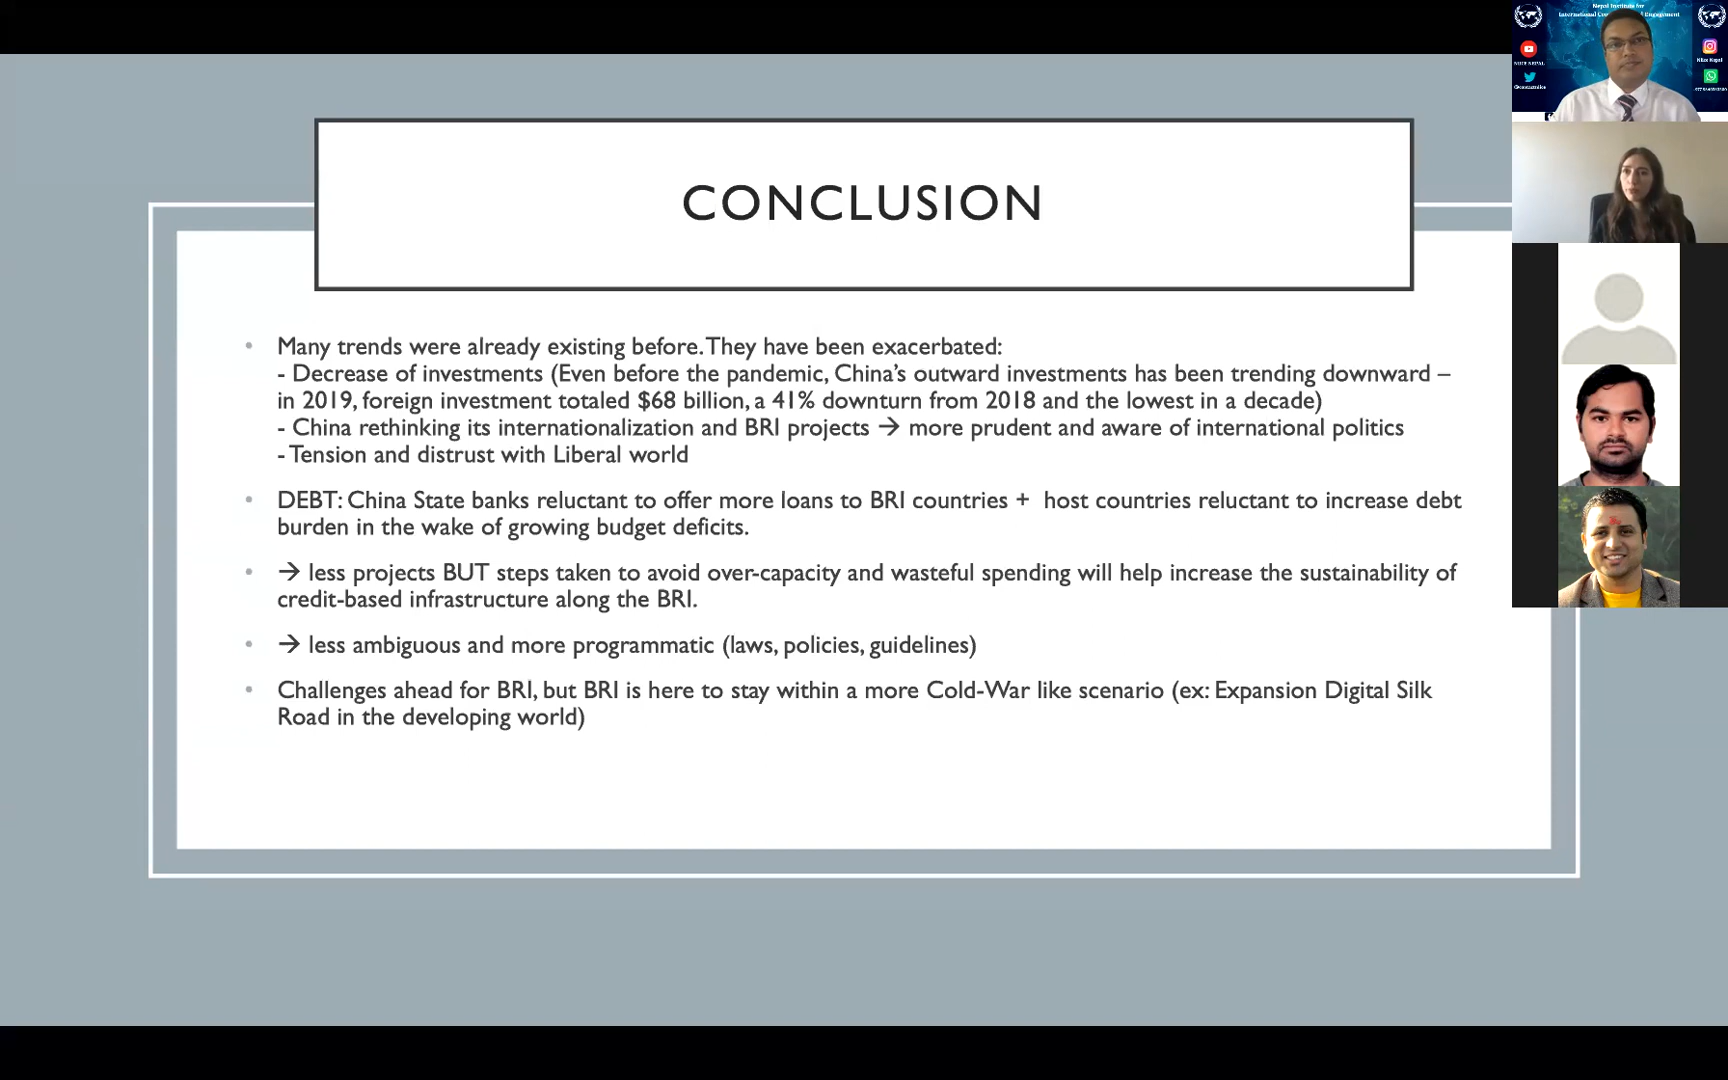 CONCLUSION
• Many trends were already existing before. They have been exacerbated:
- Decrease of investments (Even before the pandemic, China’s outward investments has been trending downward –
in 2019, foreign investment totaled $68 billion, a 41% downturn from 2018 and the lowest in a decade)
- China rethinking its internationalization and BRI projects → more prudent and aware of international politics
- Tension and distrust with Liberal world
• DEBT: China State banks reluctant to offer more loans to BRI countries + host countries reluctant to increase debt
burden in the wake of growing budget deficits.
• → less projects BUT steps taken to avoid over-capacity and wasteful spending will help increase the sustainability of
credit-based infrastructure along the BRI.
• → less ambiguous and more programmatic (laws, policies, guidelines)
• Challenges ahead for BRI, but BRI is here to stay within a more Cold-War like scenario (ex: Expansion Digital Silk
Road in the developing world)
Nepal Institute for
International Engagement